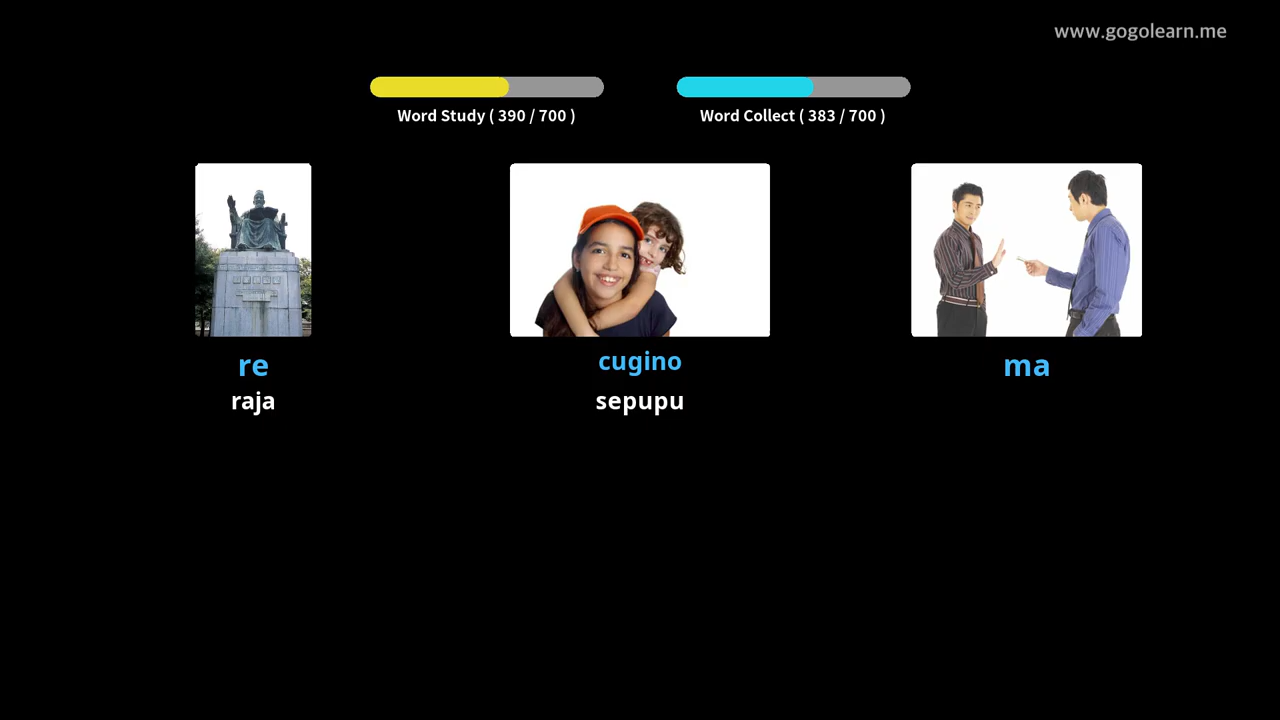 www.gogolearn.me
Word Study ( 390 / 700 )
Word Collect ( 383 / 700 )
re
cugino
ma
raja
sepupu